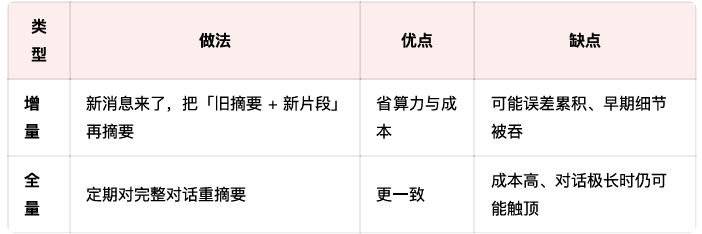 类型 做法 优点 缺点
增量 新消息来了，把「旧摘要 + 新片段」再摘要 省算力与成本 可能误差累积、早期细节被吞
全量 定期对完整对话重摘要 更一致 成本高、对话极长时仍可能触顶